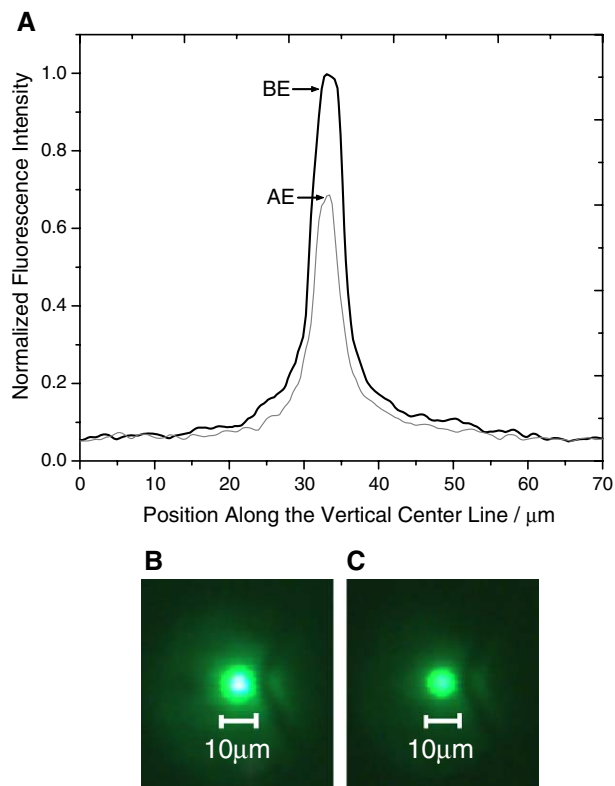 A
Normalized Fluorescence Intensity
1.0
0.8
0.6
0.4
0.2
0.0
BE
AE
0 10 20 30 40 50 60 70
Position Along the Vertical Center Line / μm
B C
10μm 10μm